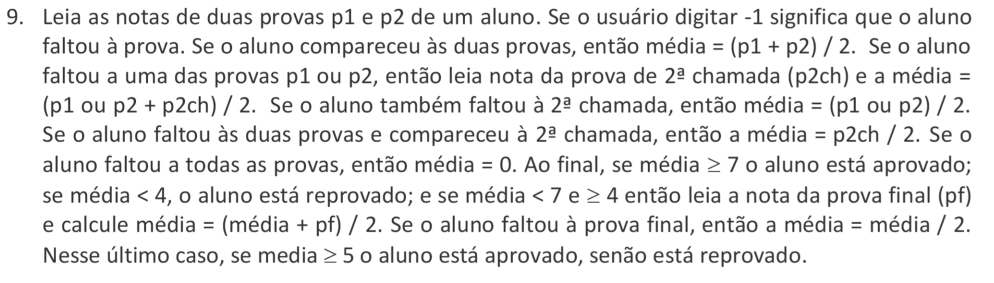 9. Leia as notas de duas provas p1 e p2 de um aluno. Se o usuário digitar -1 significa que o aluno
faltou à prova. Se o aluno compareceu às duas provas, então média = (p1 + p2) / 2. Se o aluno
faltou a uma das provas p1 ou p2, então leia nota da prova de 2ª chamada (p2ch) e a média =
(p1 ou p2 + p2ch) / 2. Se o aluno também faltou à 2ª chamada, então média = (p1 ou p2) / 2.
Se o aluno faltou às duas provas e compareceu à 2ª chamada, então a média = p2ch / 2. Se o
aluno faltou a todas as provas, então média = 0. Ao final, se média ≥ 7 o aluno está aprovado;
se média < 4, o aluno está reprovado; e se média < 7 e ≥ 4 então leia a nota da prova final (pf)
e calcule média = (média + pf) / 2. Se o aluno faltou à prova final, então a média = média / 2.
Nesse último caso, se media ≥ 5 o aluno está aprovado, senão está reprovado.